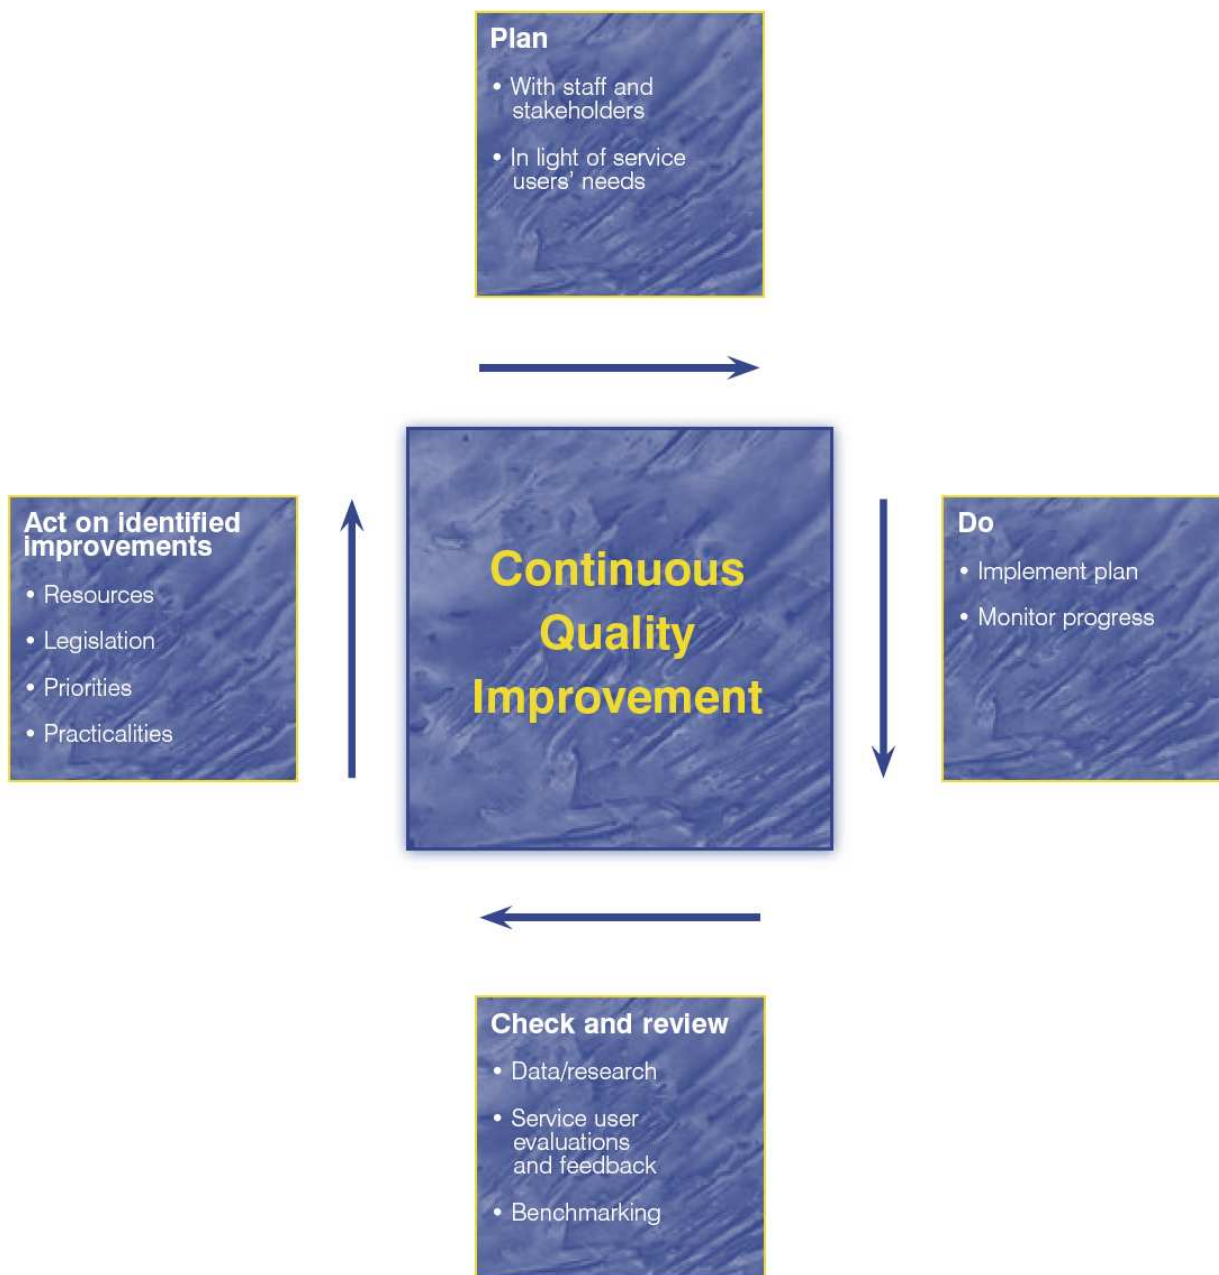 Plan
• With staff and
stakeholders
• In light of service
users’ needs
Act on identified
improvements
• Resources
• Legislation
• Priorities
• Practicalities
Continuous
Quality
Improvement
Do
• Implement plan
• Monitor progress
Check and review
• Data/research
• Service user
evaluations
and feedback
• Benchmarking